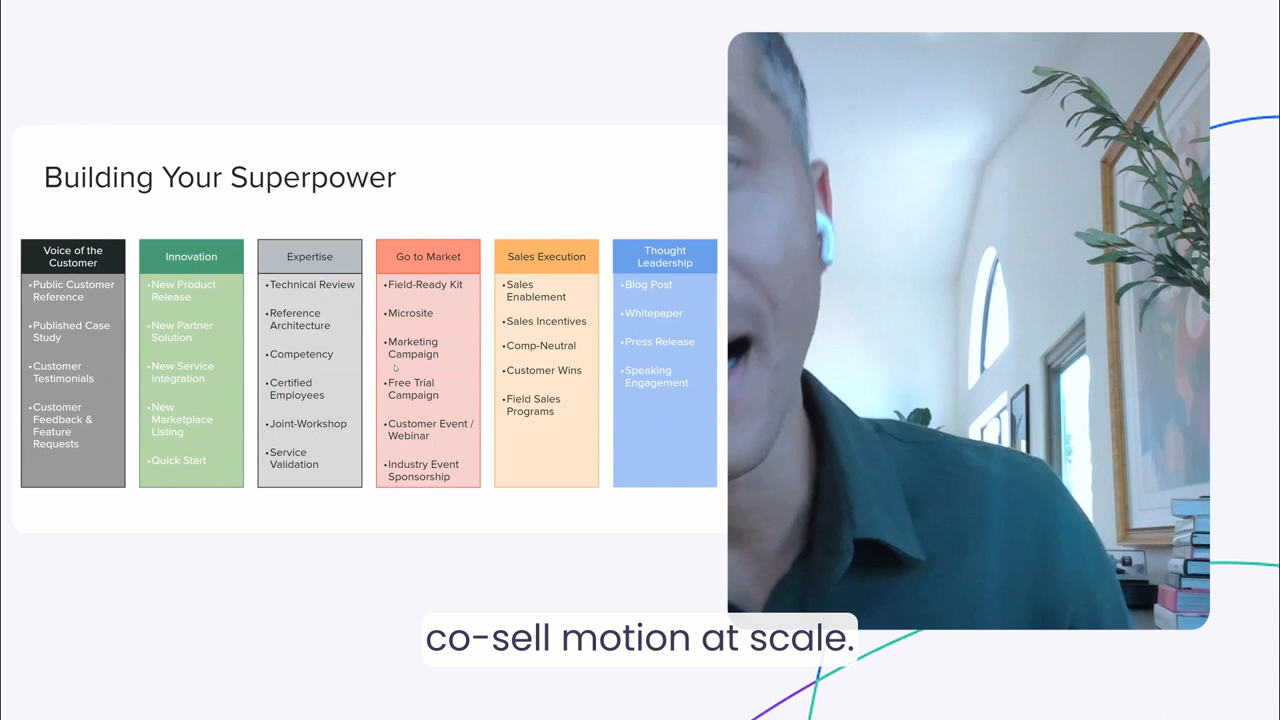 Building Your Superpower
Voice of the
Customer
•Public Customer
Reference
•Published Case
Study
•Customer
Testimonials
•Customer
Feedback &
Feature
Requests
Innovation
•New Product
Release
•New Partner
Solution
•New Service
Integration
•New
Marketplace
Listing
•Quick Start
Expertise
•Technical Review
•Reference
Architecture
•Competency
•Certified
Employees
•Joint-Workshop
•Service
Validation
Go to Market
•Field-Ready Kit
•Microsite
•Marketing
Campaign
•Free Trial
Campaign
•Customer Event /
Webinar
•Industry Event
Sponsorship
Sales Execution
•Sales
Enablement
•Sales Incentives
•Comp-Neutral
•Customer Wins
•Field Sales
Programs
Thought
Leadership
•Blog Post
•Whitepaper
•Press Release
•Speaking
Engagement
co-sell motion at scale.